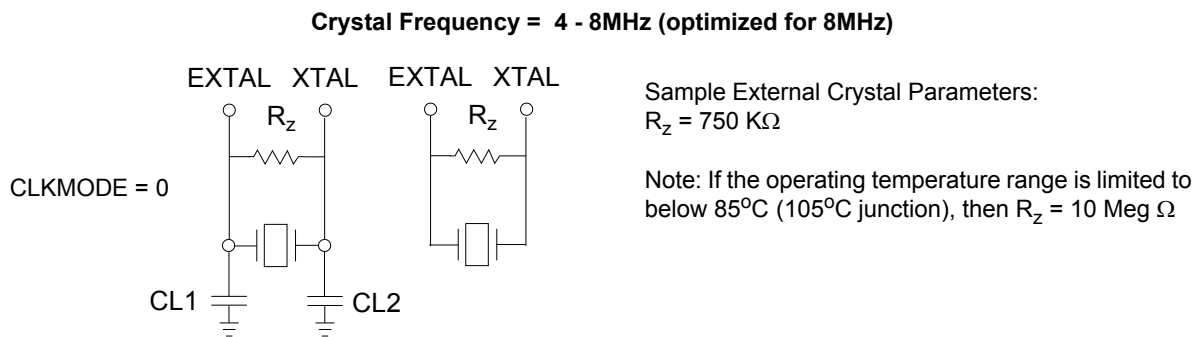 Crystal Frequency = 4 - 8MHz (optimized for 8MHz)
EXTAL XTAL EXTAL XTAL
Rz Rz
CLKMODE = 0
CL1 CL2
Sample External Crystal Parameters:
Rz = 750 KΩ
Note: If the operating temperature range is limited to
below 85oC (105oC junction), then Rz = 10 Meg Ω